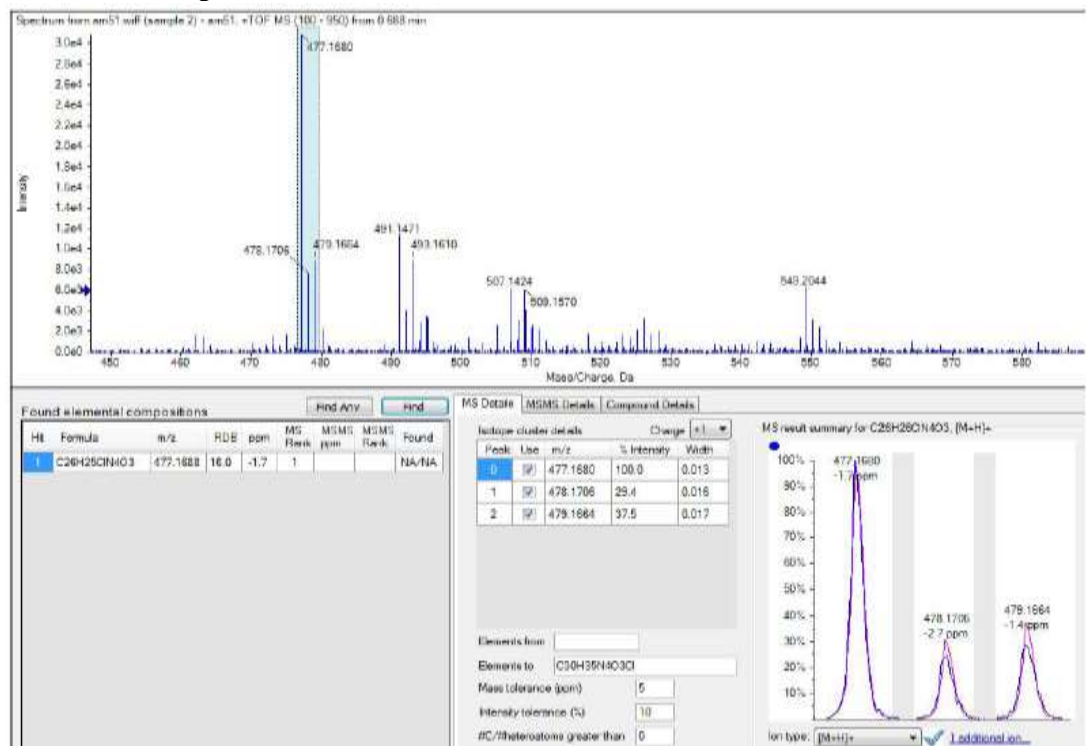 Spectrum from am51.wiff (sample 2) - am51, +TOF MS (100 - 950) from 0.688 min
Intensity
3.0e4
2.8e4
2.6e4
2.4e4
2.2e4
2.0e4
1.8e4
1.6e4
1.4e4
1.2e4
1.0e4
8.0e3
6.0e3
4.0e3
2.0e3
0.0e0
477.1680
478.1706
479.1664
491.1471
493.1610
507.1424
509.1570
549.2044
450 460 470 480 490 500 510 520 530 540 550 560 570 580
Mass/Charge, Da
Found elemental compositions
Find Any Find
Hit Formula m/z RDB ppm MS Rank MSMS ppm MSMS Rank Found
1 C26H25ClN4O3 477.1688 16.0 -1.7 1 NA/NA
MS Details MSMS Details Compound Details
Isotope cluster details Charge +1
Peak Use m/z % Intensity Width
0 477.1680 100.0 0.013
1 478.1706 29.4 0.016
2 479.1664 37.5 0.017
Elements from
Elements to C30H35N4O3Cl
Mass tolerance (ppm) 5
Intensity tolerance (%) 10
#C/#heteroatoms greater than 0
MS result summary for C26H26ClN4O3, [M+H]+
100%
90%
80%
70%
60%
50%
40%
30%
20%
10%
477.1680
-1.7 ppm
478.1706
-2.7 ppm
479.1664
-1.4 ppm
Ion type: [M+H]+ 1 additional ion...